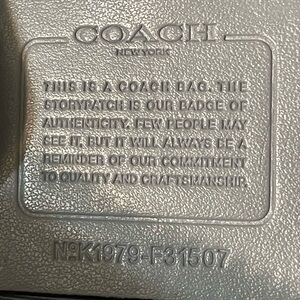 COACH
NEW YORK
THIS IS A COACH BAG. THE
STORYPATCH IS OUR BADGE OF
AUTHENTICITY. FEW PEOPLE MAY
SEE IT, BUT IT WILL ALWAYS BE A
REMINDER OF OUR COMMITMENT
TO QUALITY AND CRAFTSMANSHIP.
NºK1979-F31507